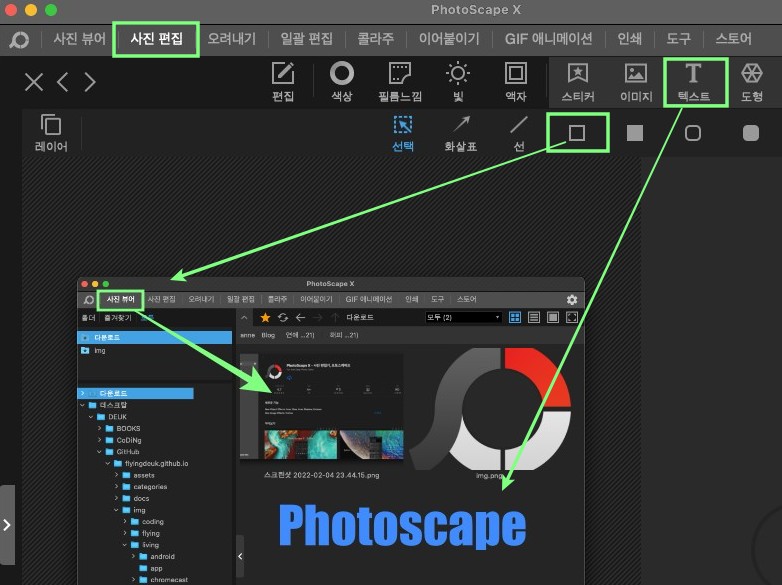 PhotoScape X
사진 뷰어 사진 편집 오려내기 일괄 편집 콜라주 이어붙이기 GIF 애니메이션 인쇄 도구 스토어
편집 색상 필름느낌 빛 액자 스티커 이미지 텍스트 도형
레이어 선택 화살표 선
PhotoScape X
사진 뷰어 사진 편집 오려내기 일괄 편집 콜라주 이어붙이기 GIF 애니메이션 인쇄 도구 스토어
폴더 즐겨찾기 다운로드 모두 (2)
다운로드 anne Blog
img
다운로드
데스크탑
DEUK
BOOKS
CoDiNg
GitHub
flyingdeuk.github.io
assets
스크린샷 2022-02-04 23.44.15.png img.png
categories
docs
img
coding
flying
living
android
app
chromecast
Photoscape